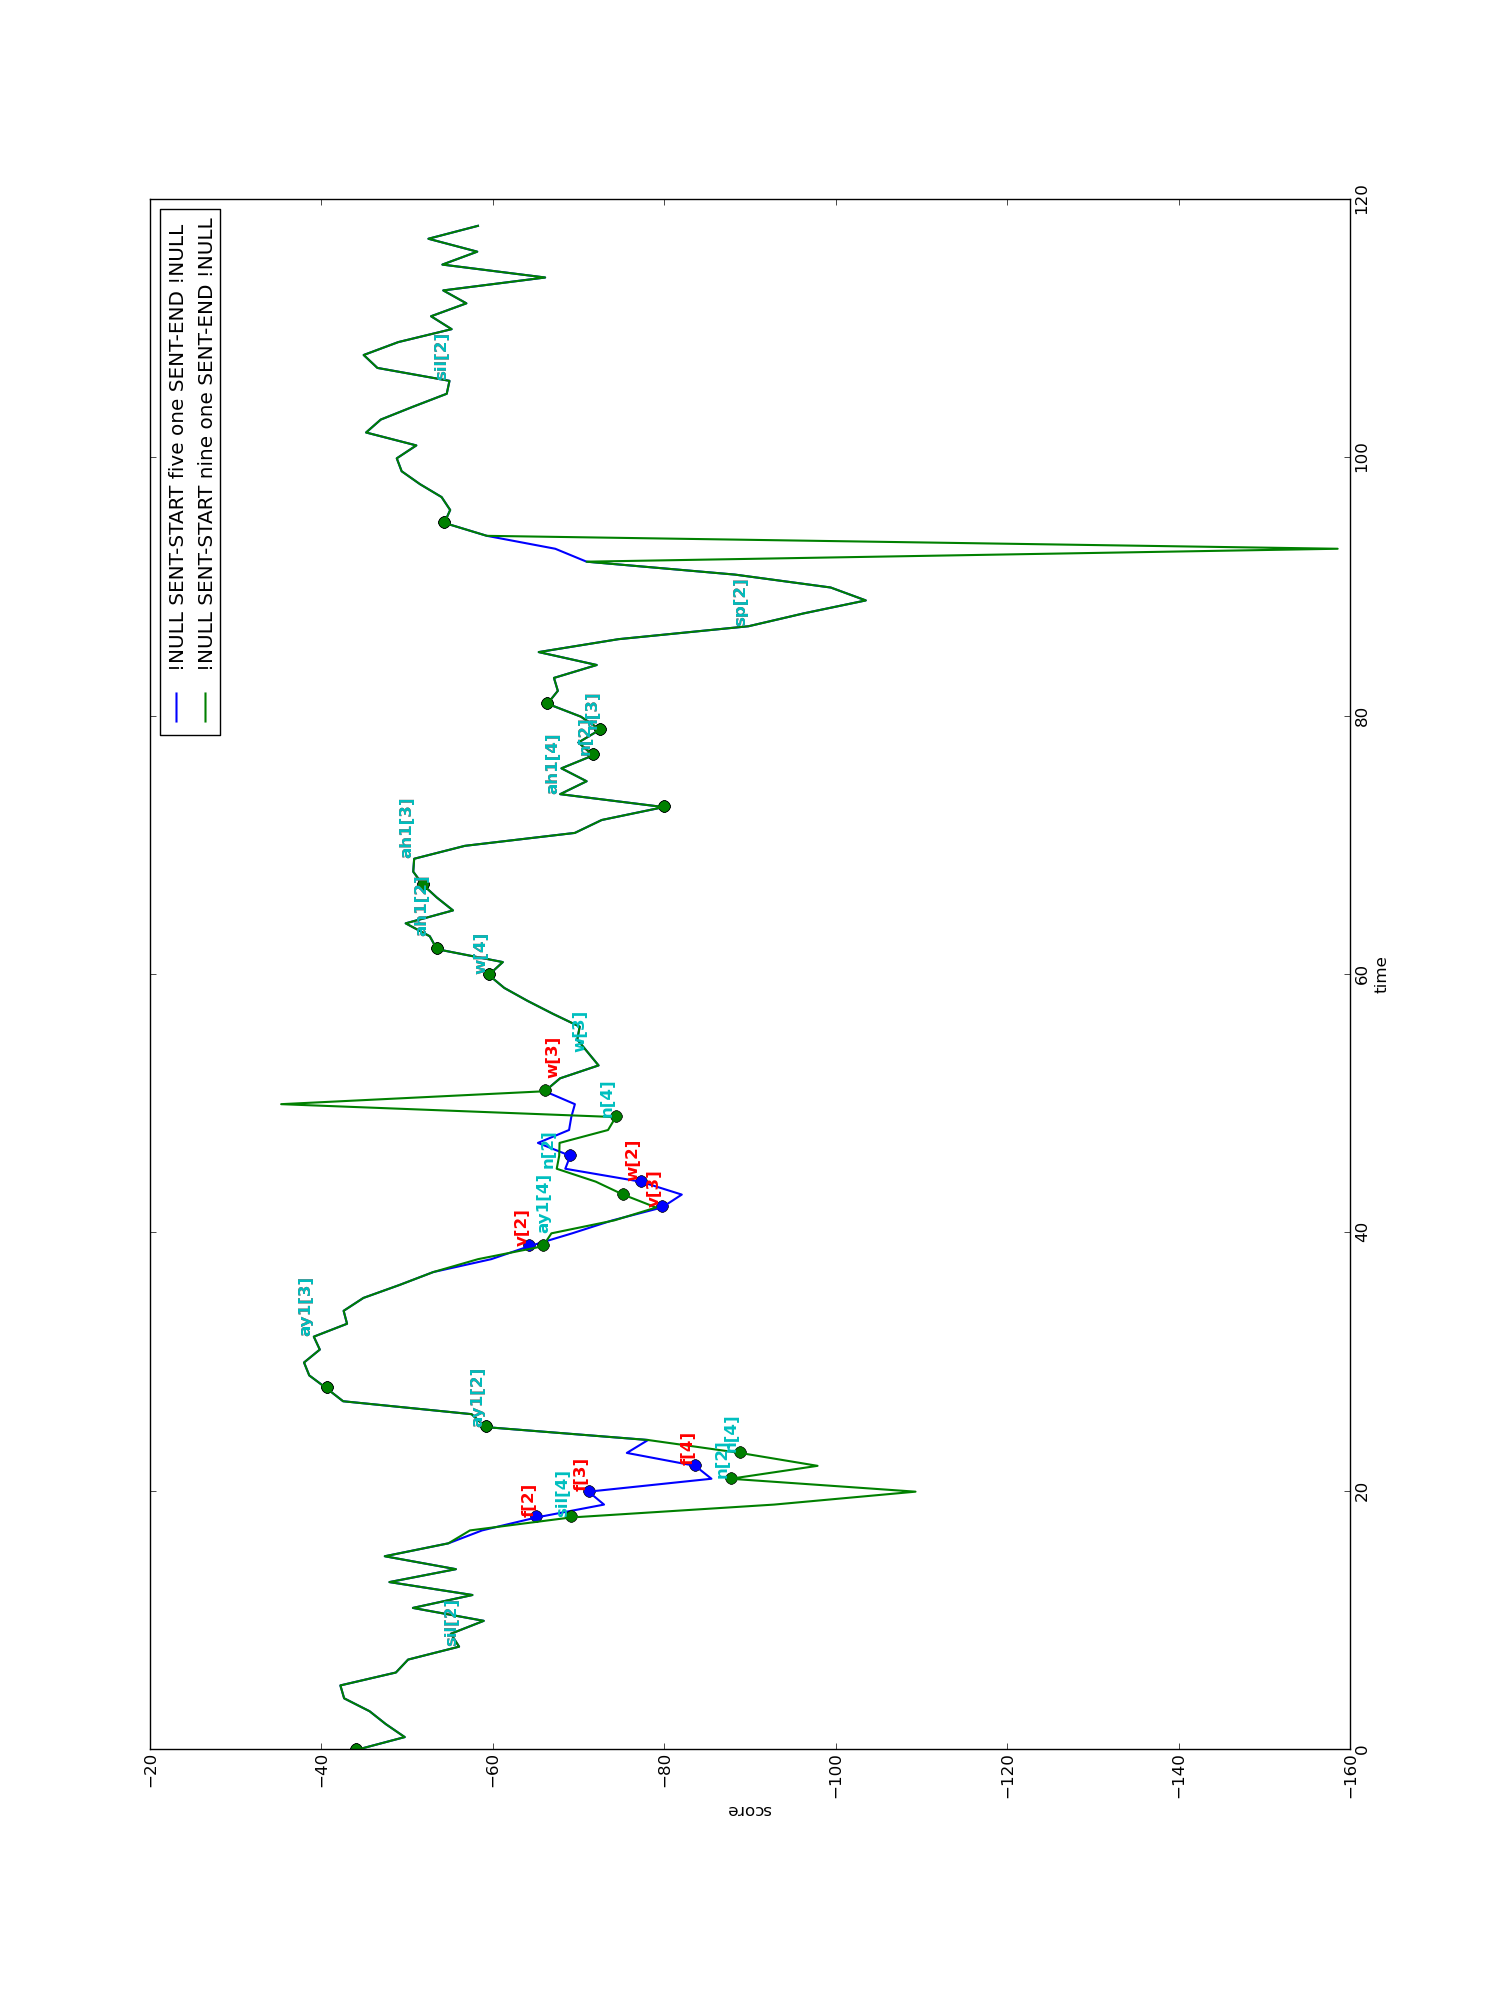 !NULL SENT-START five one SENT-END !NULL
!NULL SENT-START nine one SENT-END !NULL
score
−20
−40
−60
−80
−100
−120
−140
−160
time
0
20
40
60
80
100
120
sil[2]
f[2]
sil[4]
f[3]
n[2]
f[4]
n[4]
ay1[2]
ay1[3]
v[2]
ay1[4]
v[3]
w[2]
n[2]
n[4]
w[3]
w[3]
w[4]
ah1[2]
ah1[3]
ah1[4]
n[2]
n[3]
sp[2]
sil[2]